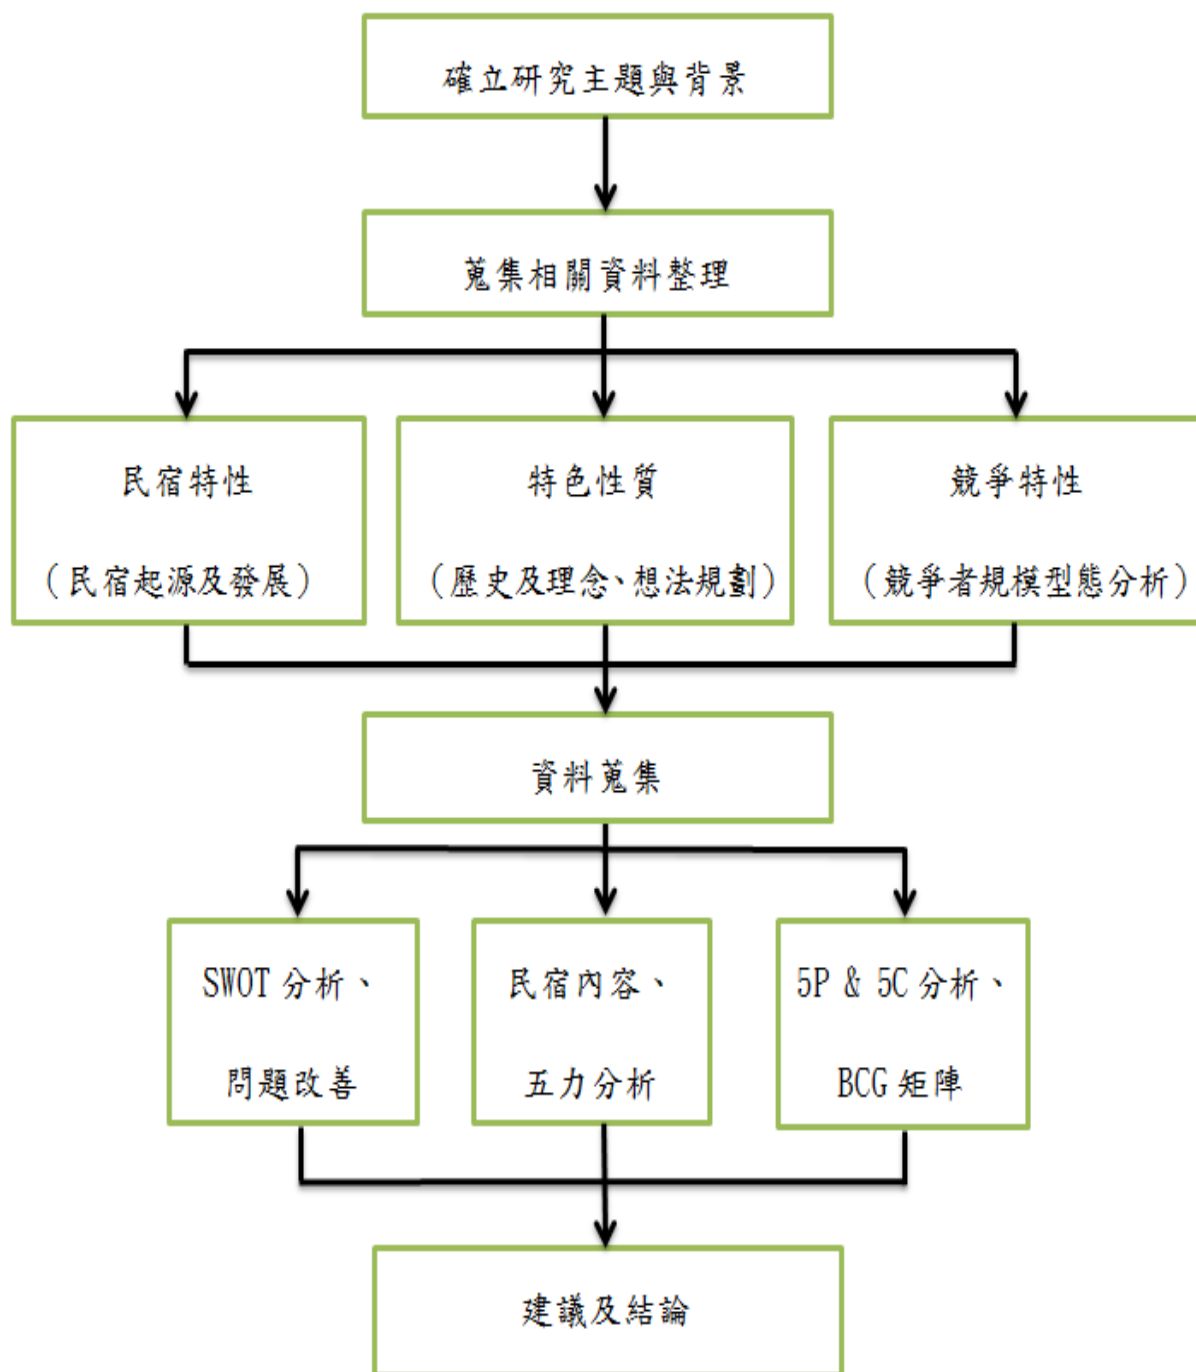 確立研究主題與背景
蒐集相關資料整理
民宿特性
(民宿起源及發展)
特色性質
(歷史及理念、想法規劃)
競爭特性
(競爭者規模型態分析)
資料蒐集
SWOT 分析、
問題改善
民宿內容、
五力分析
5P & 5C 分析、
BCG 矩陣
建議及結論